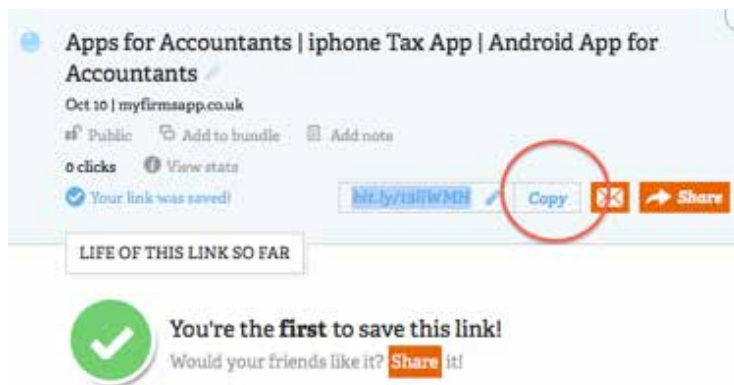 Apps for Accountants | iphone Tax App | Android App for
Accountants
Oct 10 | myfirmsapp.co.uk
Public Add to bundle Add note
0 clicks View stats
Your link was saved! Copy Share
LIFE OF THIS LINK SO FAR
You're the first to save this link!
Would your friends like it? Share it!